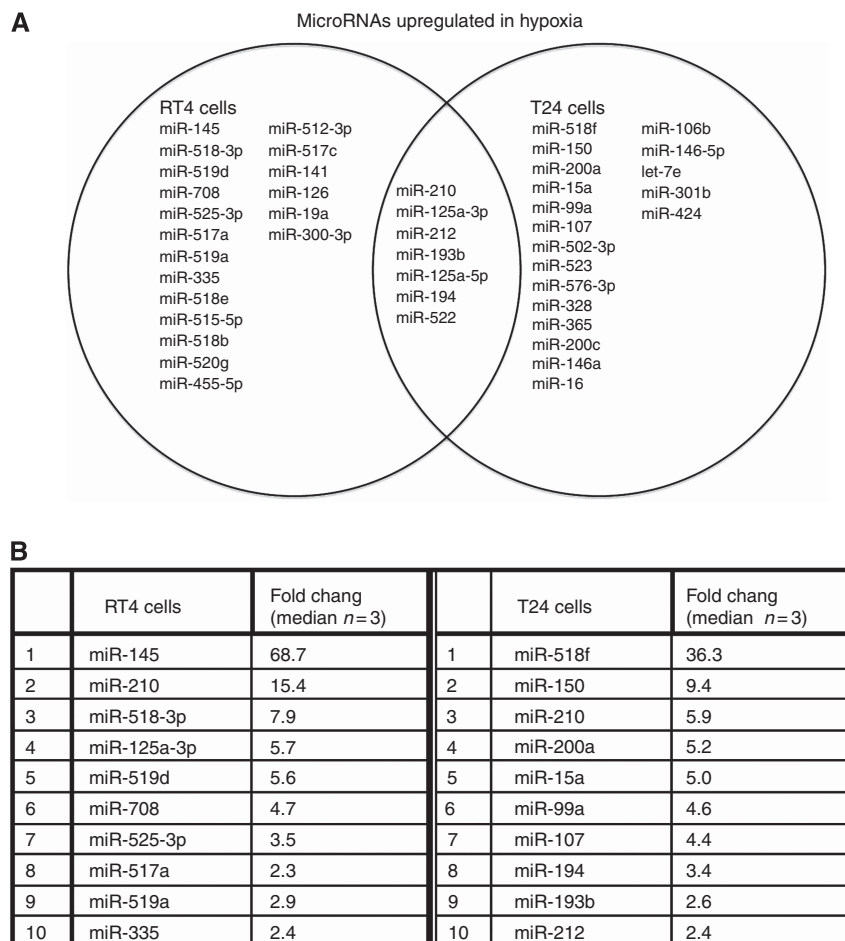 A
MicroRNAs upregulated in hypoxia
RT4 cells
miR-145
miR-518-3p
miR-519d
miR-708
miR-525-3p
miR-517a
miR-519a
miR-335
miR-518e
miR-515-5p
miR-518b
miR-520g
miR-455-5p
miR-512-3p
miR-517c
miR-141
miR-126
miR-19a
miR-300-3p
miR-210
miR-125a-3p
miR-212
miR-193b
miR-125a-5p
miR-194
miR-522
T24 cells
miR-518f
miR-150
miR-200a
miR-15a
miR-99a
miR-107
miR-502-3p
miR-523
miR-576-3p
miR-328
miR-365
miR-200c
miR-146a
miR-16
miR-106b
miR-146-5p
let-7e
miR-301b
miR-424
B
RT4 cells Fold chang (median n=3) T24 cells Fold chang (median n=3)
1 miR-145 68.7 1 miR-518f 36.3
2 miR-210 15.4 2 miR-150 9.4
3 miR-518-3p 7.9 3 miR-210 5.9
4 miR-125a-3p 5.7 4 miR-200a 5.2
5 miR-519d 5.6 5 miR-15a 5.0
6 miR-708 4.7 6 miR-99a 4.6
7 miR-525-3p 3.5 7 miR-107 4.4
8 miR-517a 2.3 8 miR-194 3.4
9 miR-519a 2.9 9 miR-193b 2.6
10 miR-335 2.4 10 miR-212 2.4